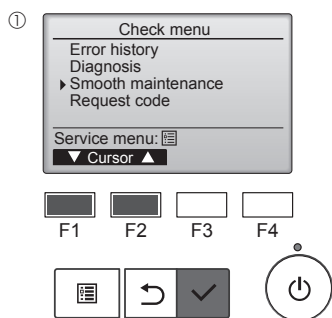 ①
Check menu
Error history
Diagnosis
Smooth maintenance
Request code
Service menu:
▼ Cursor ▲
F1 F2 F3 F4